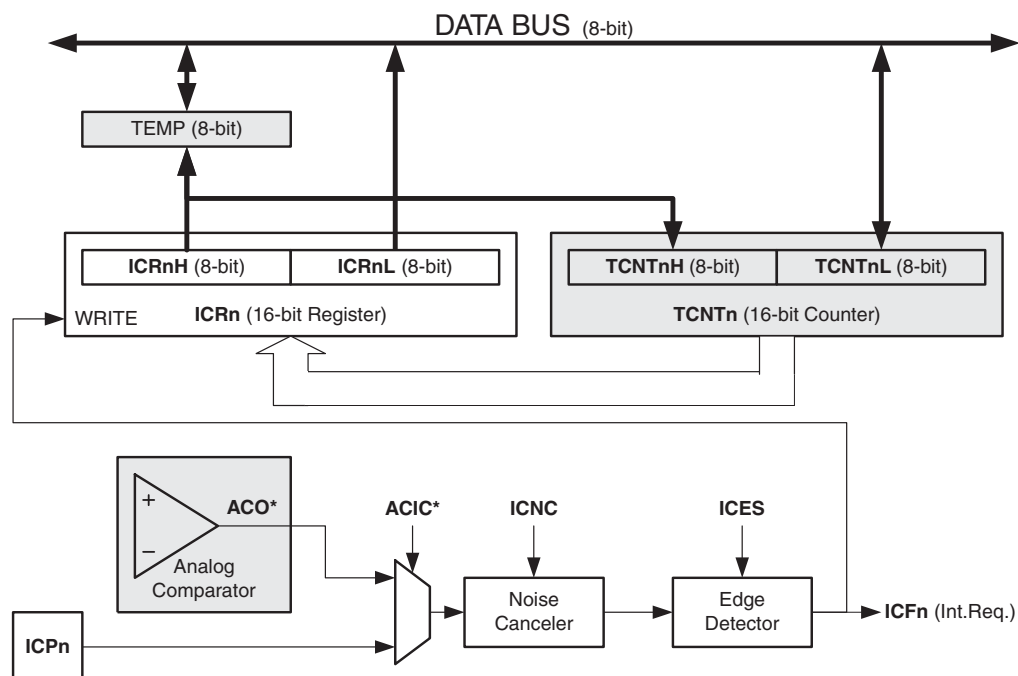 DATA BUS (8-bit)
TEMP (8-bit)
ICRnH (8-bit)
ICRnL (8-bit)
TCNTnH (8-bit)
TCNTnL (8-bit)
WRITE
ICRn (16-bit Register)
TCNTn (16-bit Counter)
+
−
ACO*
Analog
Comparator
ACIC*
ICNC
ICES
Noise
Canceler
Edge
Detector
ICFn (Int.Req.)
ICPn